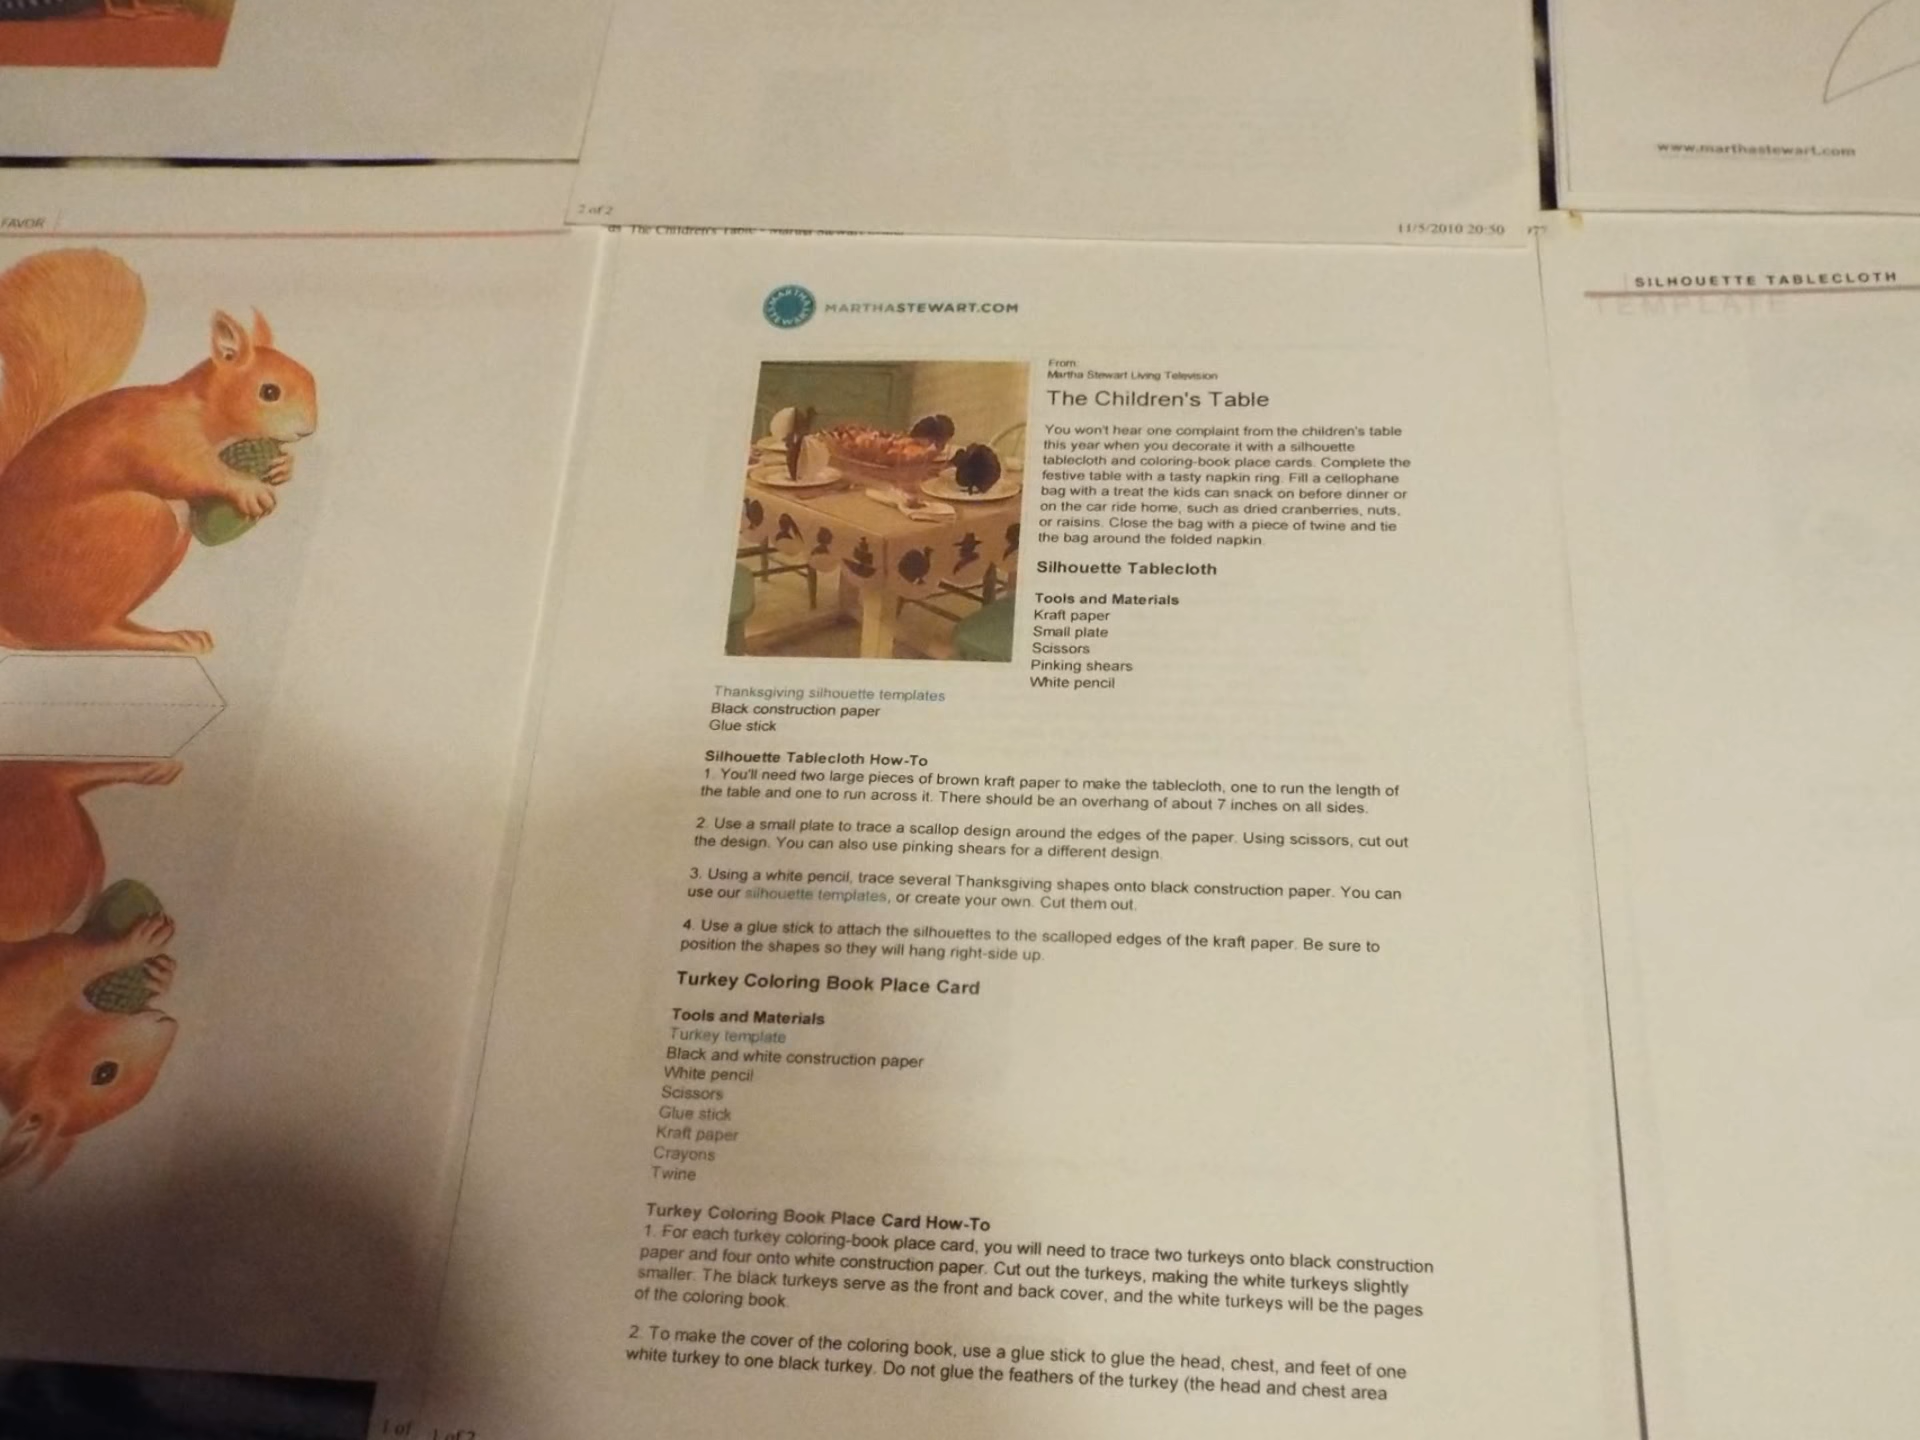 www.marthastewart.com
FAVOR
2 of 2
11/5/2010 20:50
The Children's Table - Martha Stewart
SILHOUETTE TABLECLOTH
TEMPLATE
MARTHA STEWART
MARTHASTEWART.COM
From
Martha Stewart Living Television
The Children's Table
You won't hear one complaint from the children's table
this year when you decorate it with a silhouette
tablecloth and coloring-book place cards. Complete the
festive table with a tasty napkin ring. Fill a cellophane
bag with a treat the kids can snack on before dinner or
on the car ride home, such as dried cranberries, nuts,
or raisins. Close the bag with a piece of twine and tie
the bag around the folded napkin.
Silhouette Tablecloth
Tools and Materials
Kraft paper
Small plate
Scissors
Pinking shears
White pencil
Thanksgiving silhouette templates
Black construction paper
Glue stick
Silhouette Tablecloth How-To
1. You'll need two large pieces of brown kraft paper to make the tablecloth, one to run the length of
the table and one to run across it. There should be an overhang of about 7 inches on all sides.
2. Use a small plate to trace a scallop design around the edges of the paper. Using scissors, cut out
the design. You can also use pinking shears for a different design.
3. Using a white pencil, trace several Thanksgiving shapes onto black construction paper. You can
use our silhouette templates, or create your own. Cut them out.
4. Use a glue stick to attach the silhouettes to the scalloped edges of the kraft paper. Be sure to
position the shapes so they will hang right-side up.
Turkey Coloring Book Place Card
Tools and Materials
Turkey template
Black and white construction paper
White pencil
Scissors
Glue stick
Kraft paper
Crayons
Twine
Turkey Coloring Book Place Card How-To
1. For each turkey coloring-book place card, you will need to trace two turkeys onto black construction
paper and four onto white construction paper. Cut out the turkeys, making the white turkeys slightly
smaller. The black turkeys serve as the front and back cover, and the white turkeys will be the pages
of the coloring book.
2. To make the cover of the coloring book, use a glue stick to glue the head, chest, and feet of one
white turkey to one black turkey. Do not glue the feathers of the turkey (the head and chest area
1 of
1 of 2